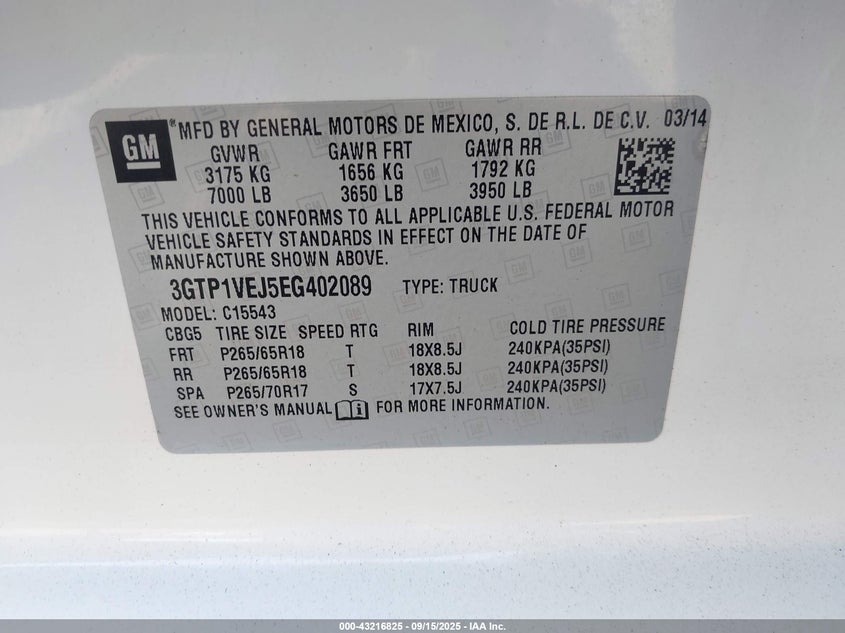 GM ® MFD BY GENERAL MOTORS DE MEXICO, S. DE R.L. DE C.V. 03/14
GVWR GAWR FRT GAWR RR
3175 KG 1656 KG 1792 KG
7000 LB 3650 LB 3950 LB
THIS VEHICLE CONFORMS TO ALL APPLICABLE U.S. FEDERAL MOTOR
VEHICLE SAFETY STANDARDS IN EFFECT ON THE DATE OF
MANUFACTURE SHOWN ABOVE.
3GTP1VEJ5EG402089 TYPE: TRUCK
MODEL: C15543
CBG5 TIRE SIZE SPEED RTG RIM COLD TIRE PRESSURE
FRT P265/65R18 T 18X8.5J 240KPA(35PSI)
RR P265/65R18 T 18X8.5J 240KPA(35PSI)
SPA P265/70R17 S 17X7.5J 240KPA(35PSI)
SEE OWNER'S MANUAL FOR MORE INFORMATION.
000-43216825 - 09/15/2025 - IAA Inc.